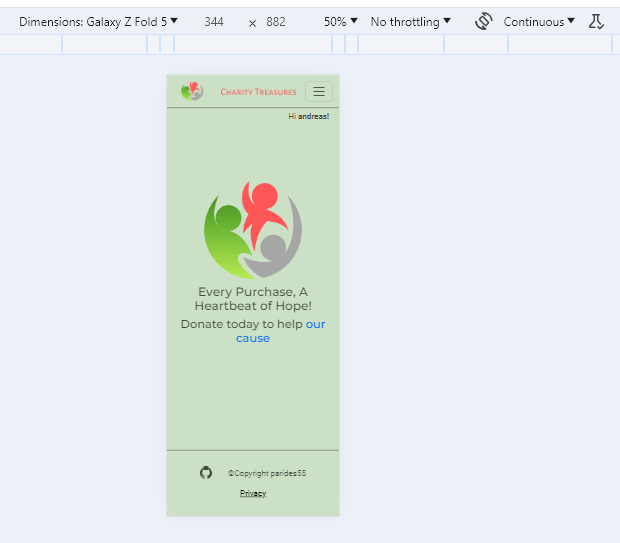 Dimensions: Galaxy Z Fold 5 344 × 882 50% No throttling Continuous
Charity Treasures
Hi andreas!
Every Purchase, A
Heartbeat of Hope!
Donate today to help our
cause
©Copyright parides55
Privacy